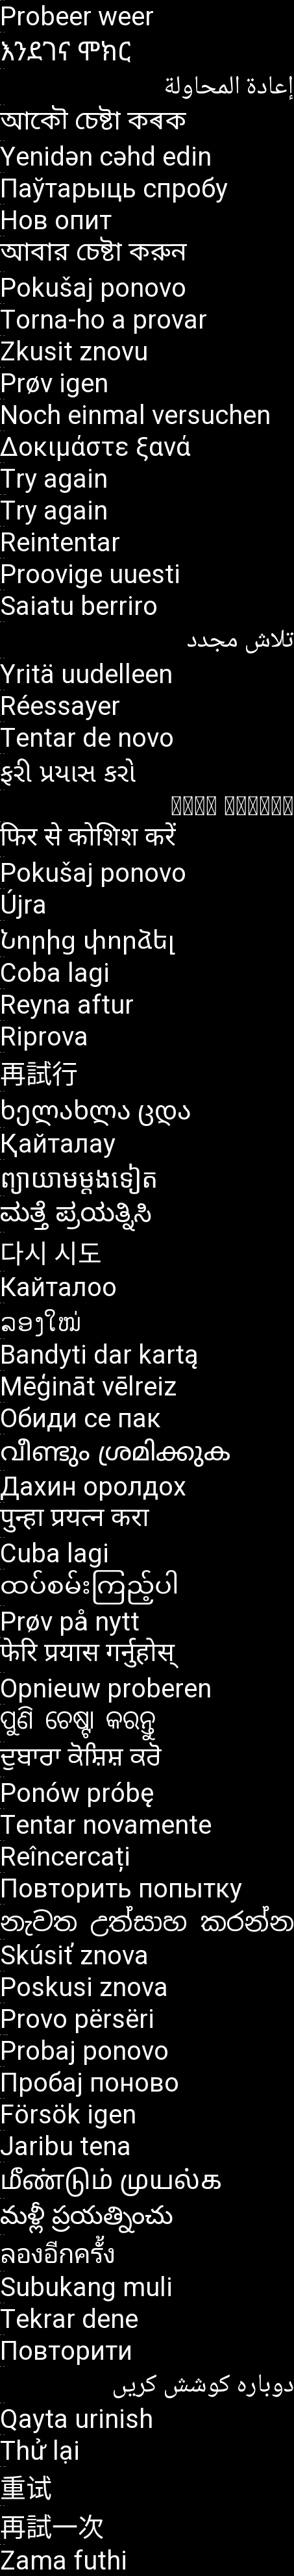 Probeer weer
እንደገና ሞክር
إعادة المحاولة
আকৌ চেষ্টা কৰক
Yenidən cəhd edin
Паўтарыць спробу
Нов опит
আবার চেষ্টা করুন
Pokušaj ponovo
Torna-ho a provar
Zkusit znovu
Prøv igen
Noch einmal versuchen
Δοκιμάστε ξανά
Try again
Try again
Reintentar
Proovige uuesti
Saiatu berriro
تلاش مجدد
Yritä uudelleen
Réessayer
Tentar de novo
ફરી પ્રયાસ કરો
फिर से कोशिश करें
Pokušaj ponovo
Újra
Նորից փորձել
Coba lagi
Reyna aftur
Riprova
再試行
ხელახლა ცდა
Қайталау
ព្យាយាម​ម្ដង​ទៀត
ಮತ್ತೆ ಪ್ರಯತ್ನಿಸಿ
다시 시도
Кайталоо
ລອງໃໝ່
Bandyti dar kartą
Mēģināt vēlreiz
Обиди се пак
വീണ്ടും ശ്രമിക്കുക
Дахин оролдох
पुन्हा प्रयत्न करा
Cuba lagi
ထပ်စမ်းကြည့်ပါ
Prøv på nytt
फेरि प्रयास गर्नुहोस्
Opnieuw proberen
ପୁଣି ଚେଷ୍ଟା କରନ୍ତୁ
ਦੁਬਾਰਾ ਕੋਸ਼ਿਸ਼ ਕਰੋ
Ponów próbę
Tentar novamente
Reîncercați
Повторить попытку
නැවත උත්සාහ කරන්න
Skúsiť znova
Poskusi znova
Provo përsëri
Probaj ponovo
Пробај поново
Försök igen
Jaribu tena
மீண்டும் முயல்க
మళ్లీ ప్రయత్నించు
ลองอีกครั้ง
Subukang muli
Tekrar dene
Повторити
دوبارہ کوشش کریں
Qayta urinish
Thử lại
重试
再試一次
Zama futhi